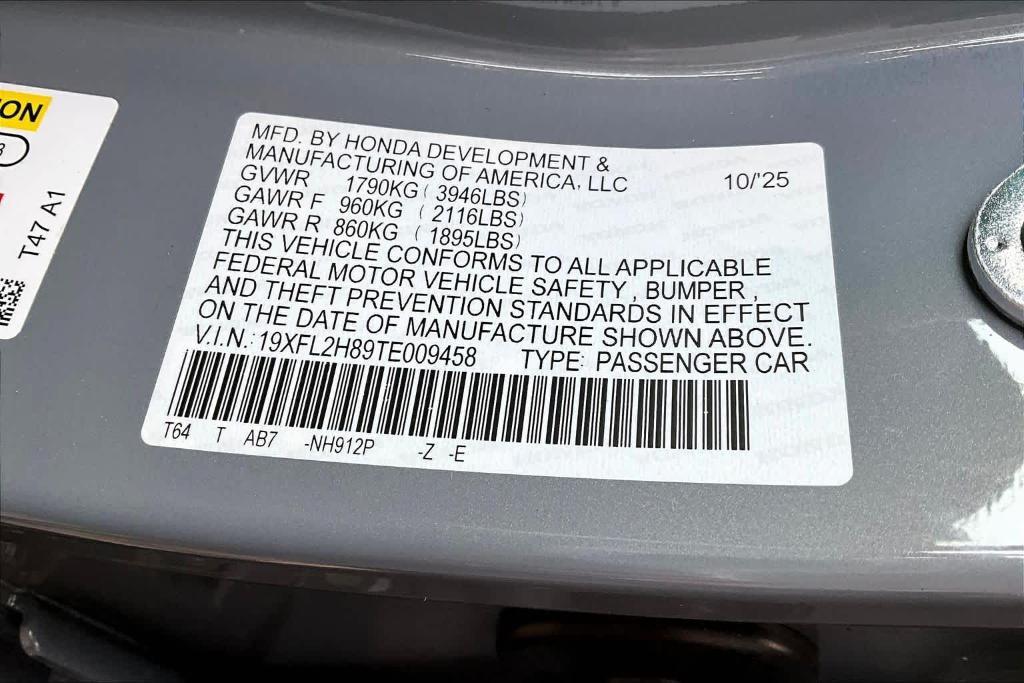 ION
3
T47 A1
MFD. BY HONDA DEVELOPMENT &
MANUFACTURING OF AMERICA, LLC 10/'25
GVWR 1790KG ( 3946LBS)
GAWR F 960KG ( 2116LBS)
GAWR R 860KG ( 1895LBS)
THIS VEHICLE CONFORMS TO ALL APPLICABLE
FEDERAL MOTOR VEHICLE SAFETY , BUMPER ,
AND THEFT PREVENTION STANDARDS IN EFFECT
ON THE DATE OF MANUFACTURE SHOWN ABOVE.
V.I.N.: 19XFL2H89TE009458 TYPE: PASSENGER CAR
T64 T AB7 -NH912P -Z -E